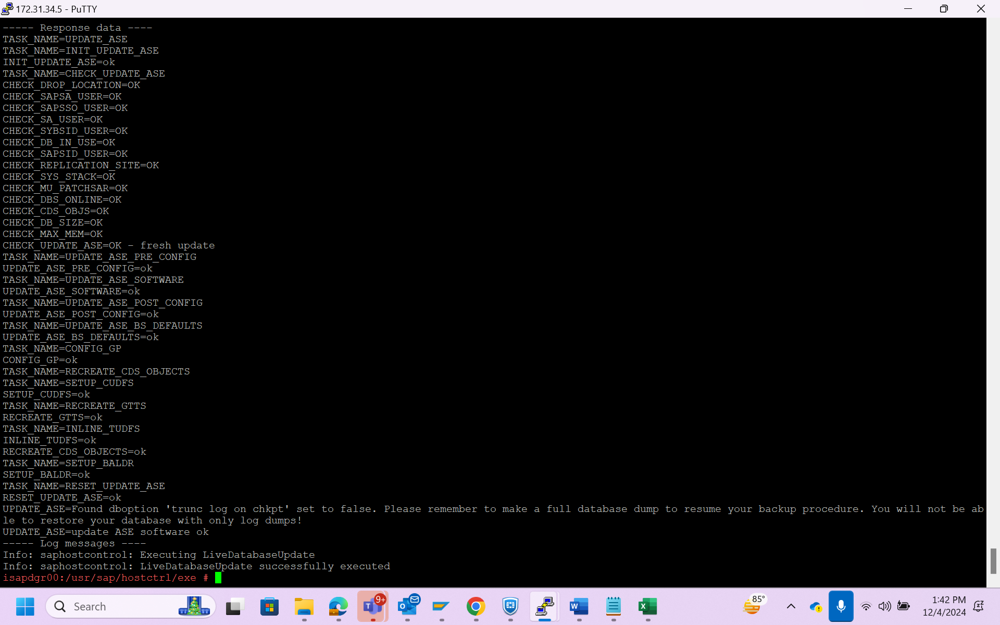 172.31.34.5 - PuTTY
----- Response data ----
TASK_NAME=UPDATE_ASE
TASK_NAME=INIT_UPDATE_ASE
INIT_UPDATE_ASE=ok
TASK_NAME=CHECK_UPDATE_ASE
CHECK_DROP_LOCATION=OK
CHECK_SAPSA_USER=OK
CHECK_SAPSSO_USER=OK
CHECK_SA_USER=OK
CHECK_SYBSID_USER=OK
CHECK_DB_IN_USE=OK
CHECK_SAPSID_USER=OK
CHECK_REPLICATION_SITE=OK
CHECK_SYS_STACK=OK
CHECK_MU_PATCHSAR=OK
CHECK_DBS_ONLINE=OK
CHECK_CDS_OBJS=OK
CHECK_DB_SIZE=OK
CHECK_MAX_MEM=OK
CHECK_UPDATE_ASE=OK - fresh update
TASK_NAME=UPDATE_ASE_PRE_CONFIG
UPDATE_ASE_PRE_CONFIG=ok
TASK_NAME=UPDATE_ASE_SOFTWARE
UPDATE_ASE_SOFTWARE=ok
TASK_NAME=UPDATE_ASE_POST_CONFIG
UPDATE_ASE_POST_CONFIG=ok
TASK_NAME=UPDATE_ASE_BS_DEFAULTS
UPDATE_ASE_BS_DEFAULTS=ok
TASK_NAME=CONFIG_GP
CONFIG_GP=ok
TASK_NAME=RECREATE_CDS_OBJECTS
TASK_NAME=SETUP_CUDFS
SETUP_CUDFS=ok
TASK_NAME=RECREATE_GTTS
RECREATE_GTTS=ok
TASK_NAME=INLINE_TUDFS
INLINE_TUDFS=ok
RECREATE_CDS_OBJECTS=ok
TASK_NAME=SETUP_BALDR
SETUP_BALDR=ok
TASK_NAME=RESET_UPDATE_ASE
RESET_UPDATE_ASE=ok
UPDATE_ASE=Found dboption 'trunc log on chkpt' set to false. Please remember to make a full database dump to resume your backup procedure. You will not be ab
le to restore your database with only log dumps!
UPDATE_ASE=update ASE software ok
----- Log messages ----
Info: saphostcontrol: Executing LiveDatabaseUpdate
Info: saphostcontrol: LiveDatabaseUpdate successfully executed
isapdgr00:/usr/sap/hostctrl/exe #
Search
9+
85°
1:42 PM
12/4/2024